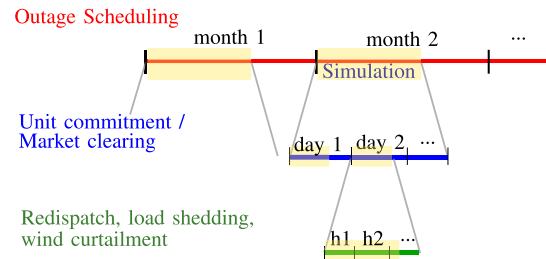 Outage Scheduling
month 1
month 2
...
Simulation
Unit commitment /
Market clearing
day 1
day 2
...
Redispatch, load shedding,
wind curtailment
h1
h2
...